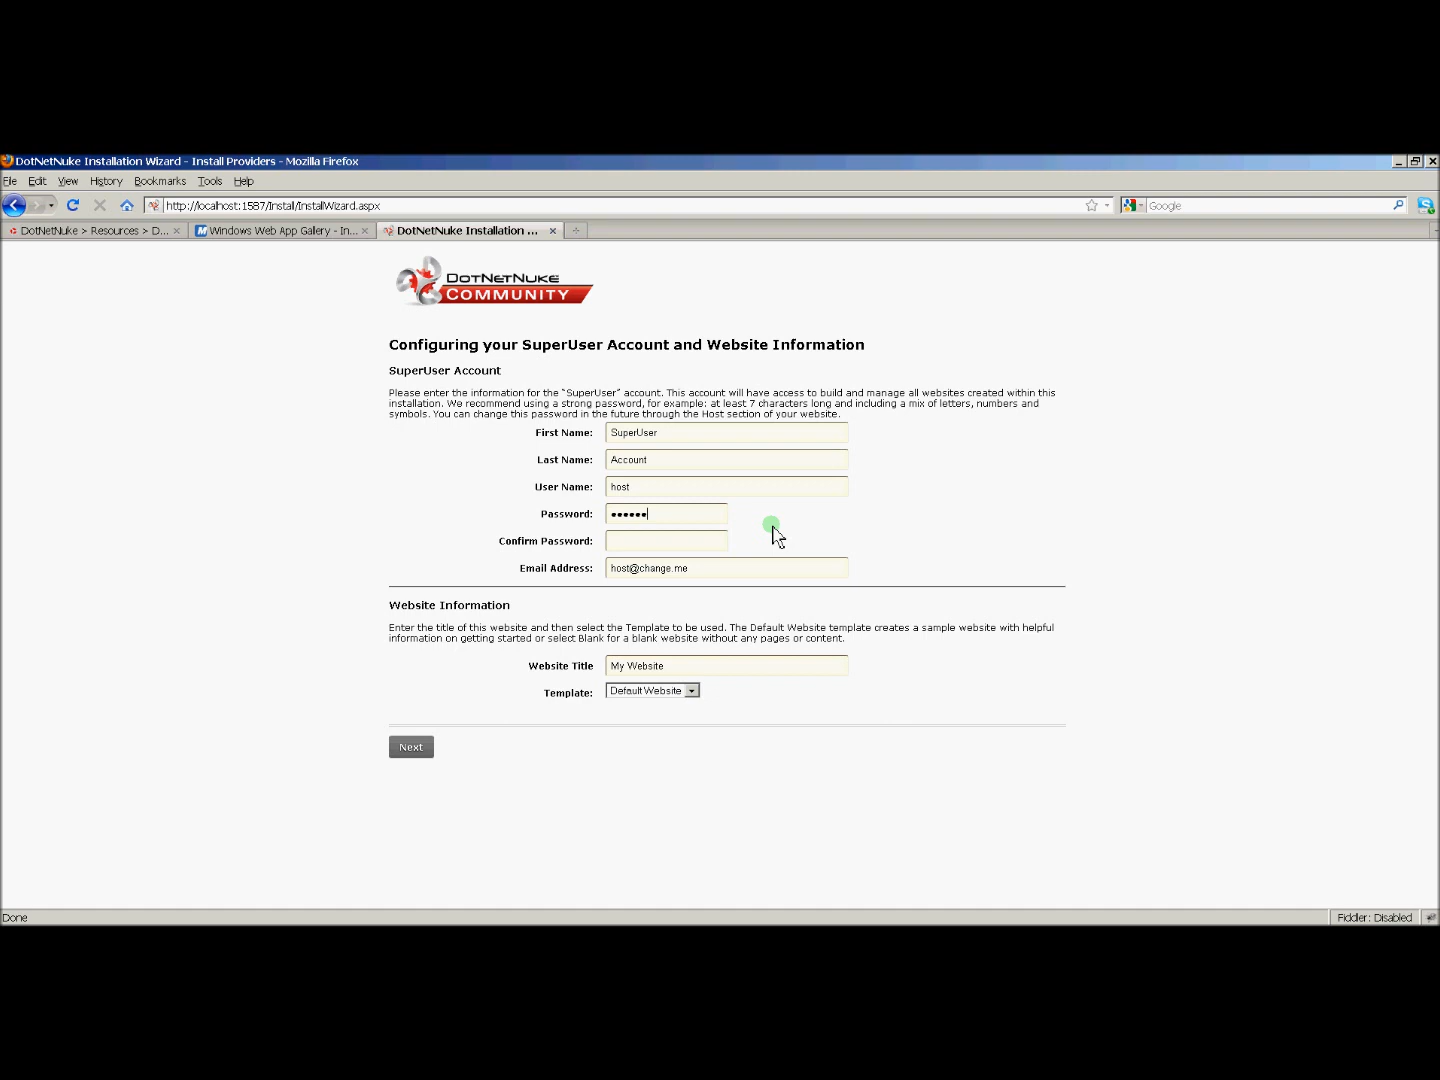 DotNetNuke Installation Wizard - Install Providers - Mozilla Firefox
File Edit View History Bookmarks Tools Help
http://localhost:1587/Install/InstallWizard.aspx Google
DotNetNuke > Resources > D... Windows Web App Gallery - In... DotNetNuke Installation ...
DOTNETNUKE
COMMUNITY
Configuring your SuperUser Account and Website Information
SuperUser Account
Please enter the information for the "SuperUser" account. This account will have access to build and manage all websites created within this
installation. We recommend using a strong password, for example: at least 7 characters long and including a mix of letters, numbers and
symbols. You can change this password in the future through the Host section of your website.
First Name: SuperUser
Last Name: Account
User Name: host
Password: ••••••
Confirm Password:
Email Address: host@change.me
Website Information
Enter the title of this website and then select the Template to be used. The Default Website template creates a sample website with helpful
information on getting started or select Blank for a blank website without any pages or content.
Website Title My Website
Template: Default Website
Next
Done Fiddler: Disabled